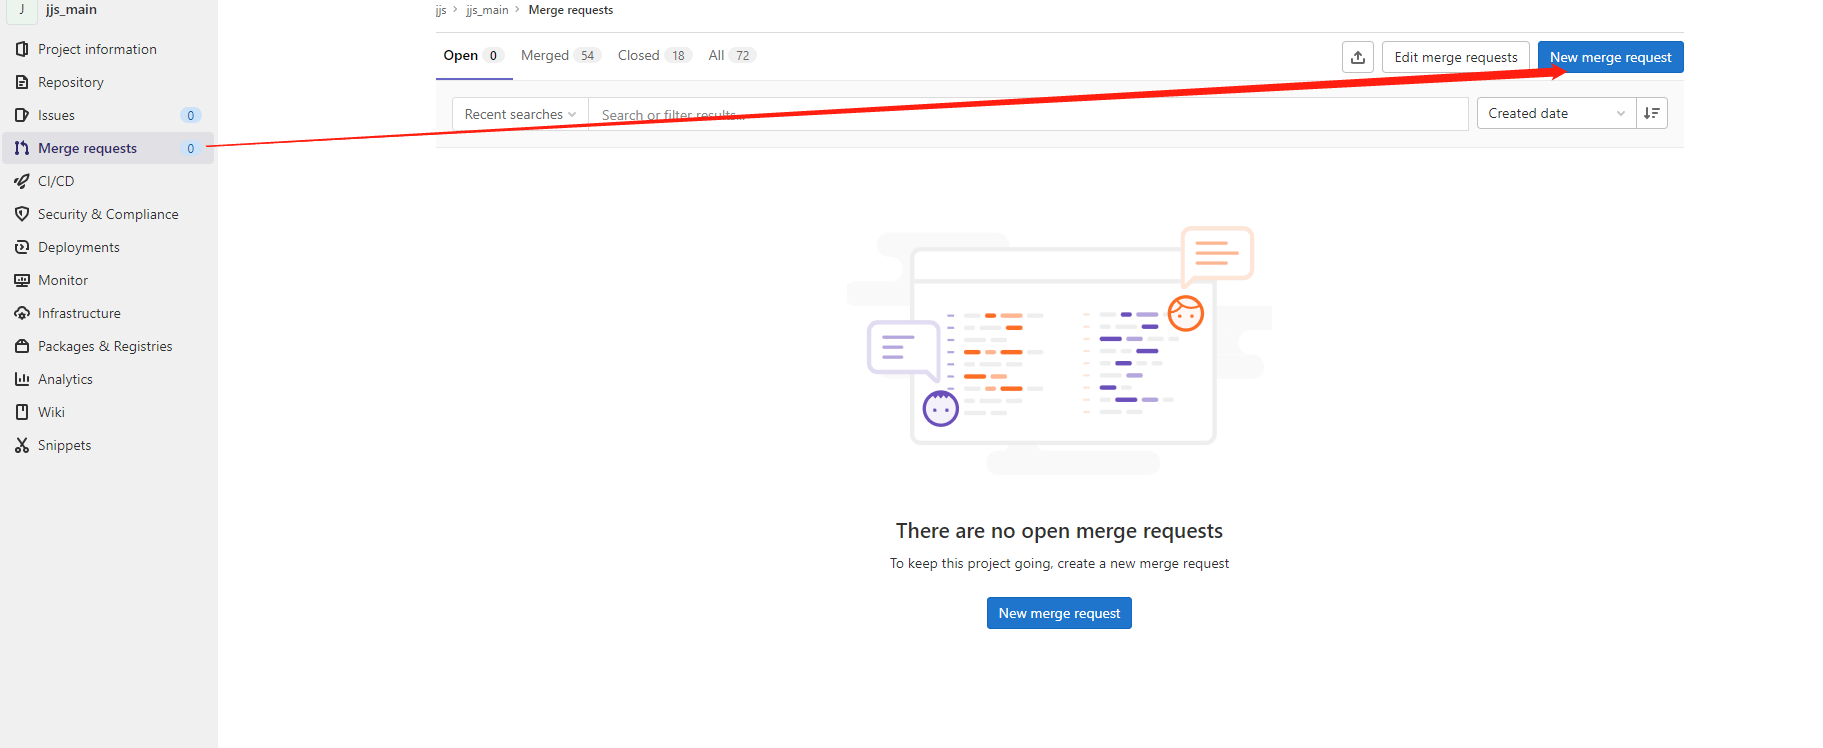 J jjs_main
Project information
Repository
Issues 0
Merge requests 0
CI/CD
Security & Compliance
Deployments
Monitor
Infrastructure
Packages & Registries
Analytics
Wiki
Snippets
jjs > jjs_main > Merge requests
Open 0 Merged 54 Closed 18 All 72 Edit merge requests New merge request
Recent searches Search or filter results... Created date
There are no open merge requests
To keep this project going, create a new merge request
New merge request